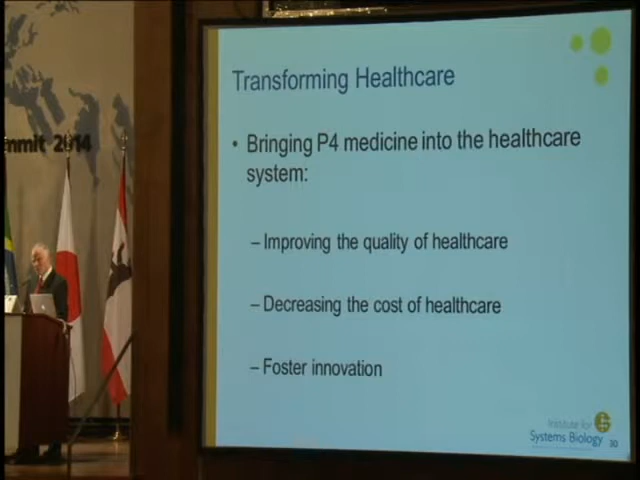 mmit 2014
Transforming Healthcare
• Bringing P4 medicine into the healthcare
system:
– Improving the quality of healthcare
– Decreasing the cost of healthcare
– Foster innovation
Institute for
Systems Biology
30